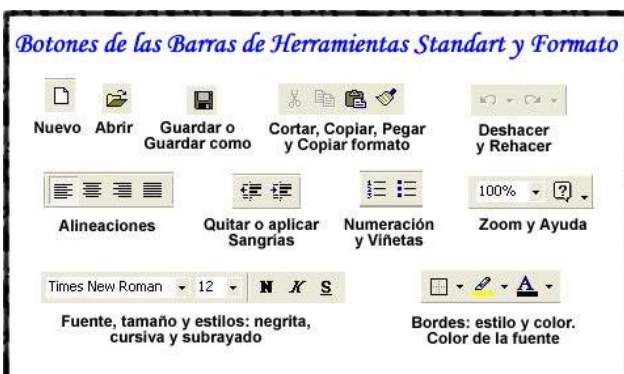 Botones de las Barras de Herramientas Standart y Formato
Nuevo
Abrir
Guardar o
Guardar como
Cortar, Copiar, Pegar
y Copiar formato
Deshacer
y Rehacer
100%
Alineaciones
Quitar o aplicar
Sangrías
Numeración
y Viñetas
Zoom y Ayuda
Times New Roman 12 N K S
A
Fuente, tamaño y estilos: negrita,
cursiva y subrayado
Bordes: estilo y color.
Color de la fuente